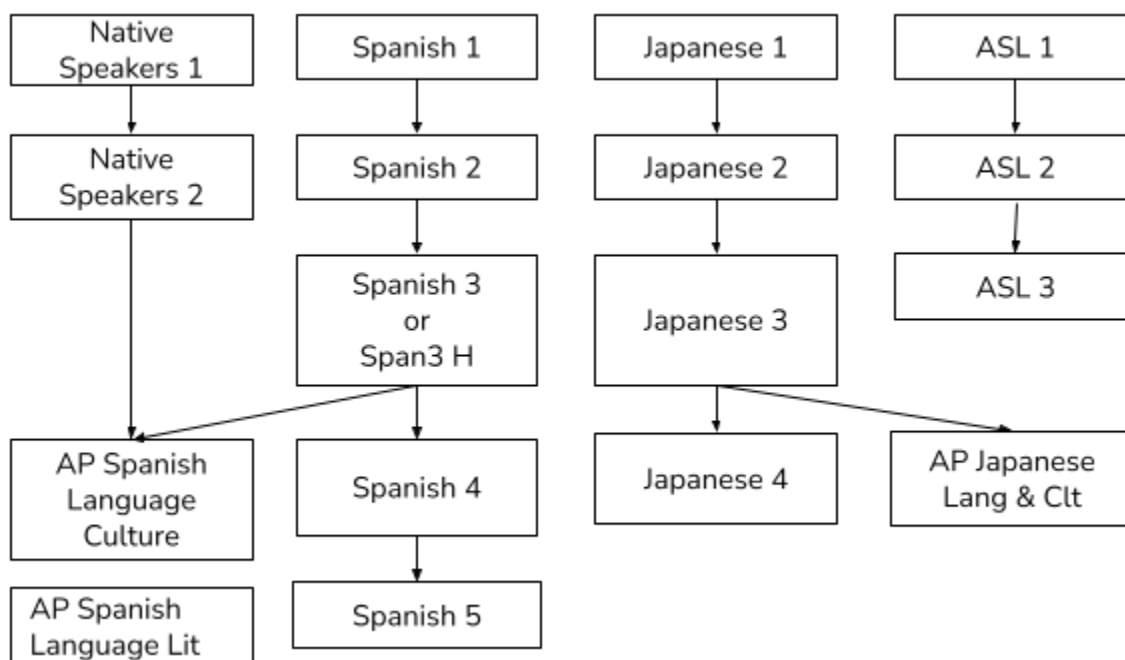 Native
Speakers 1
Spanish 1
Japanese 1
ASL 1
Native
Speakers 2
Spanish 2
Japanese 2
ASL 2
Spanish 3
or
Span3 H
Japanese 3
ASL 3
AP Spanish
Language
Culture
Spanish 4
Japanese 4
AP Japanese
Lang & Clt
AP Spanish
Language Lit
Spanish 5